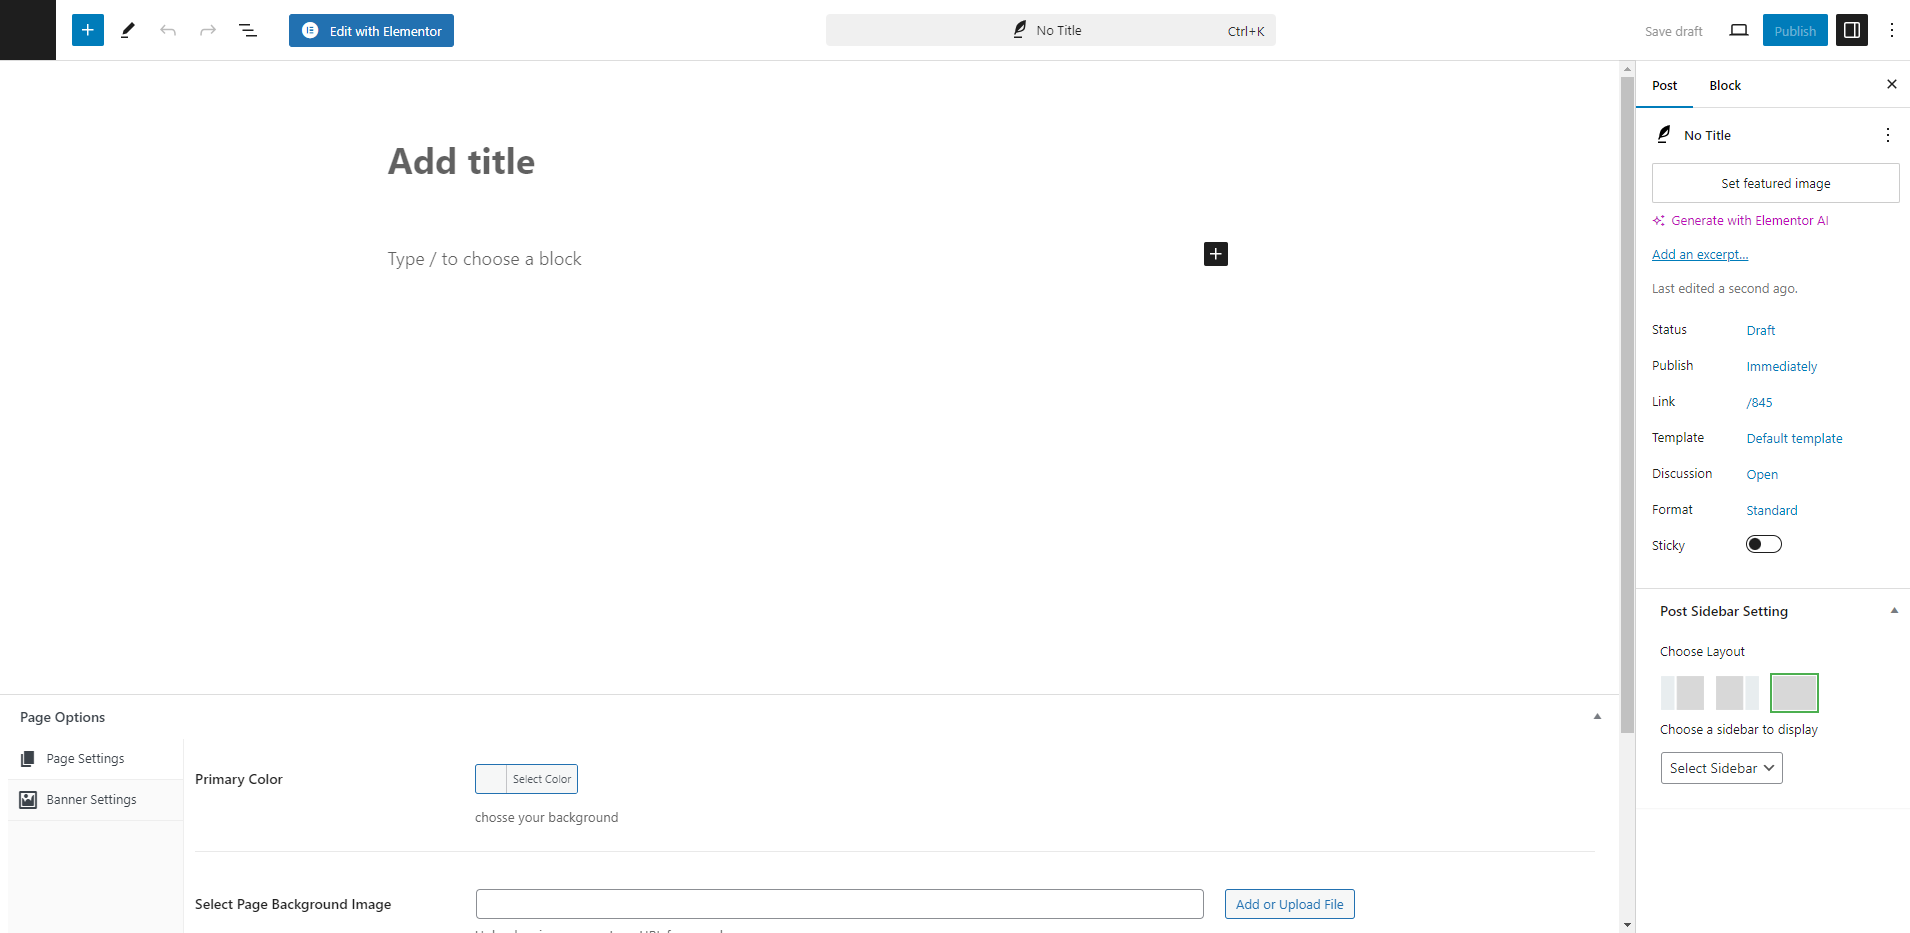 Edit with Elementor
No Title
Ctrl+K
Save draft
Publish
Add title
Type / to choose a block
Post
Block
No Title
Set featured image
Generate with Elementor AI
Add an excerpt...
Last edited a second ago.
Status
Draft
Publish
Immediately
Link
/845
Template
Default template
Discussion
Open
Format
Standard
Sticky
Post Sidebar Setting
Choose Layout
Choose a sidebar to display
Select Sidebar
Page Options
Page Settings
Banner Settings
Primary Color
Select Color
chosse your background
Select Page Background Image
Add or Upload File